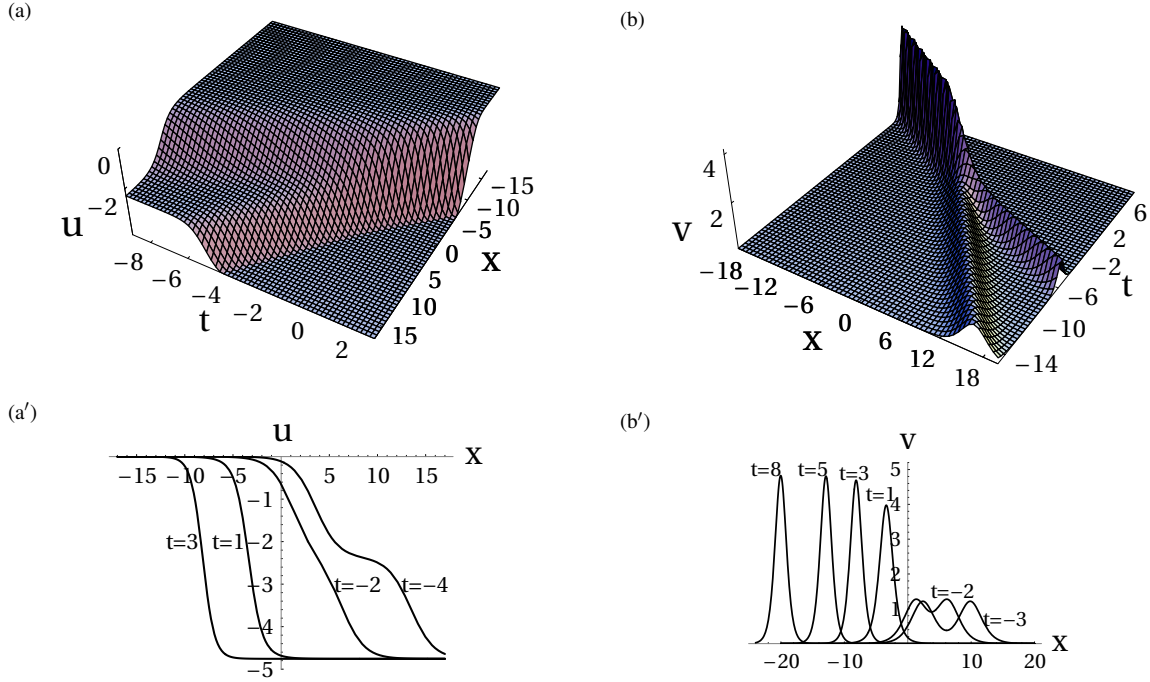 (a)
0
−2
u
−8
−6
−4
−2
0
2
t
−15
−10
−5
0
5
10
15
x
(b)
4
2
v
−18
−12
−6
0
6
12
18
x
6
2
−2
−6
−10
−14
t
(a′)
u
x
−15 −10 −5 5 10 15
−1
−2
−3
−4
−5
t=3 t=1
t=−2 t=−4
(b′)
v
x
5
4
3
2
1
t=8 t=5 t=3
t=1
t=−2
t=−3
−20 −10 10 20